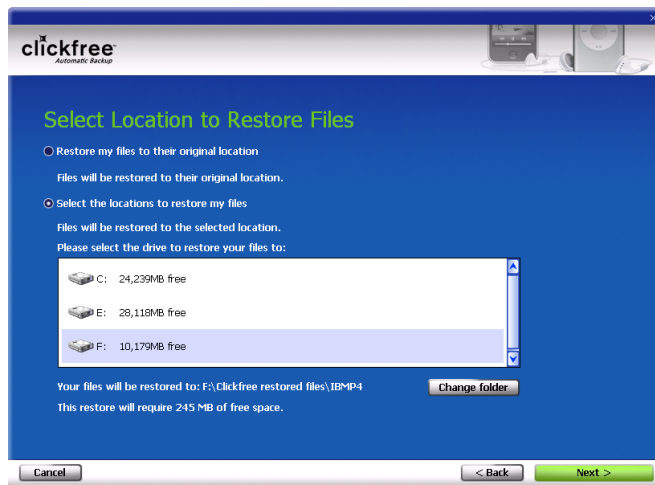 clickfree
Automatic Backup
Select Location to Restore Files
Restore my files to their original location
Files will be restored to their original location.
Select the locations to restore my files
Files will be restored to the selected location.
Please select the drive to restore your files to:
C: 24,239MB free
E: 28,118MB free
F: 10,179MB free
Your files will be restored to: F:\Clickfree restored files\IBMP4
Change folder
This restore will require 245 MB of free space.
Cancel
< Back
Next >